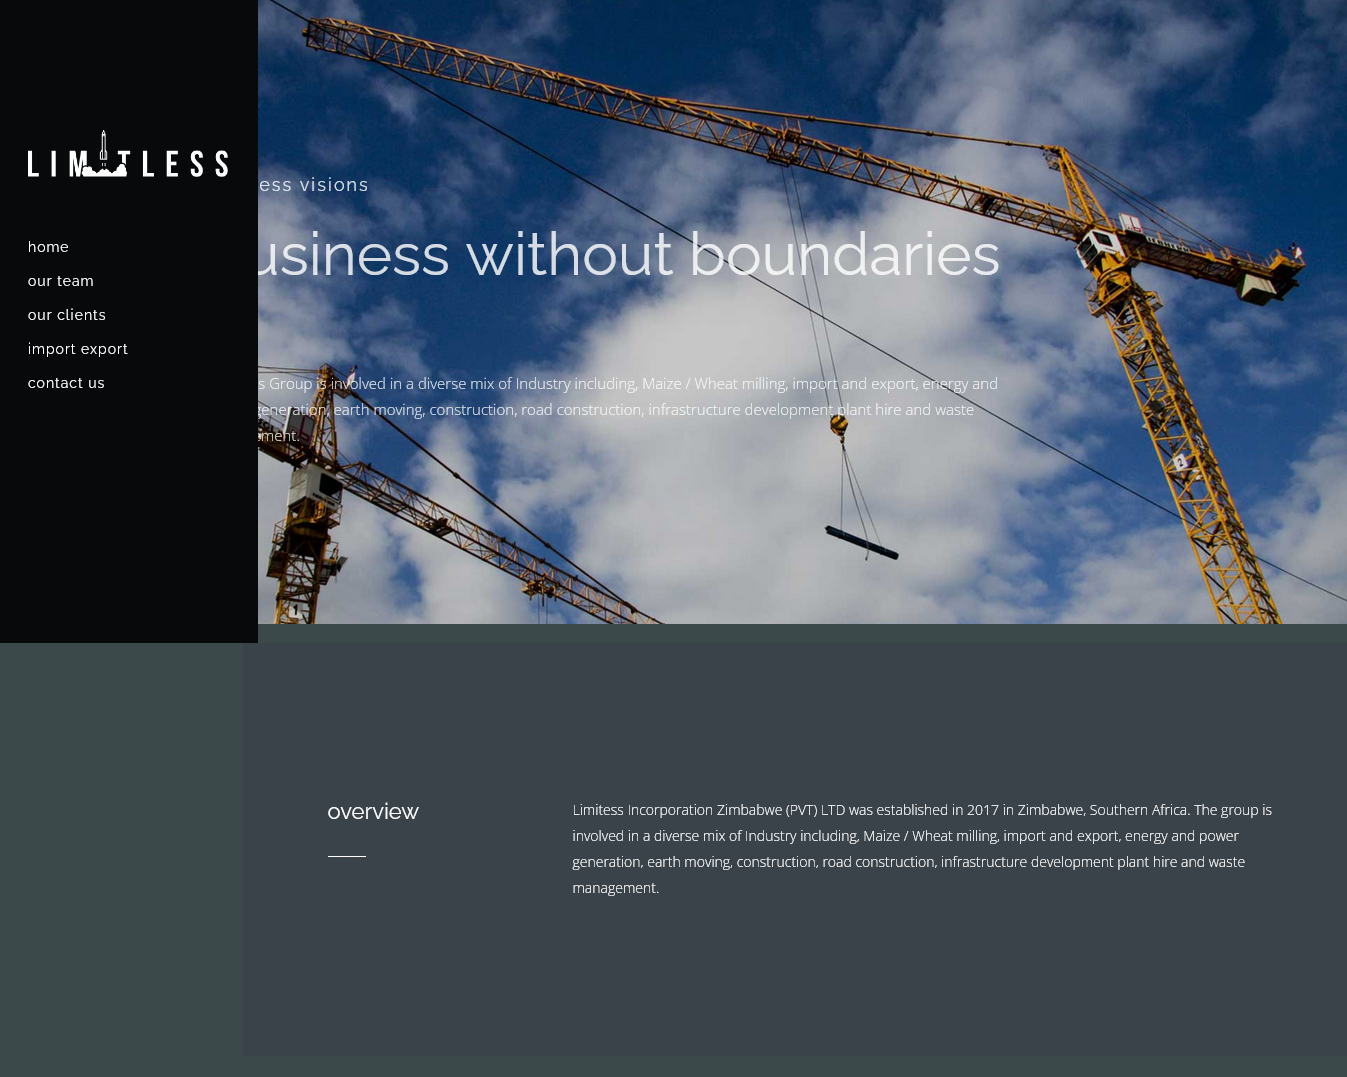 LIMITLESS
home
our team
our clients
import export
contact us
ess visions
usiness without boundaries
s Group is involved in a diverse mix of Industry including, Maize / Wheat milling, import and export, energy and
generation, earth moving, construction, road construction, infrastructure development plant hire and waste
ement.
overview
Limitess Incorporation Zimbabwe (PVT) LTD was established in 2017 in Zimbabwe, Southern Africa. The group is
involved in a diverse mix of Industry including, Maize / Wheat milling, import and export, energy and power
generation, earth moving, construction, road construction, infrastructure development plant hire and waste
management.